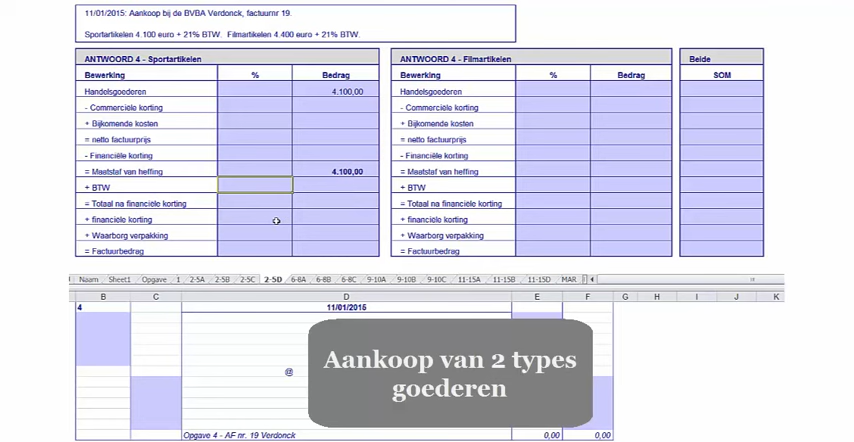 11/01/2015: Aankoop bij de BVBA Verdonck, factuurnr 19.
Sportartikelen 4.100 euro + 21% BTW. Filmartikelen 4.400 euro + 21% BTW.
ANTWOORD 4 - Sportartikelen
Bewerking % Bedrag
Handelsgoederen 4.100,00
- Commerciële korting
+ Bijkomende kosten
= netto factuurprijs
- Financiële korting
= Maatstaf van heffing 4.100,00
+ BTW
= Totaal na financiële korting
+ financiële korting
+ Waarborg verpakking
= Factuurbedrag
ANTWOORD 4 - Filmartikelen
Bewerking % Bedrag
Handelsgoederen
- Commerciële korting
+ Bijkomende kosten
= netto factuurprijs
- Financiële korting
= Maatstaf van heffing
+ BTW
= Totaal na financiële korting
+ financiële korting
+ Waarborg verpakking
= Factuurbedrag
Beide
SOM
Naam Sheet1 Opgave 1 2-5A 2-5B 2-5C 2-5D 6-8A 6-8B 6-8C 9-10A 9-10B 9-10C 11-15A 11-15B 11-15D MAR
B C D E F G H I J K
4 11/01/2015
@
Aankoop van 2 types
goederen
Opgave 4 - AF nr. 19 Verdonck 0,00 0,00